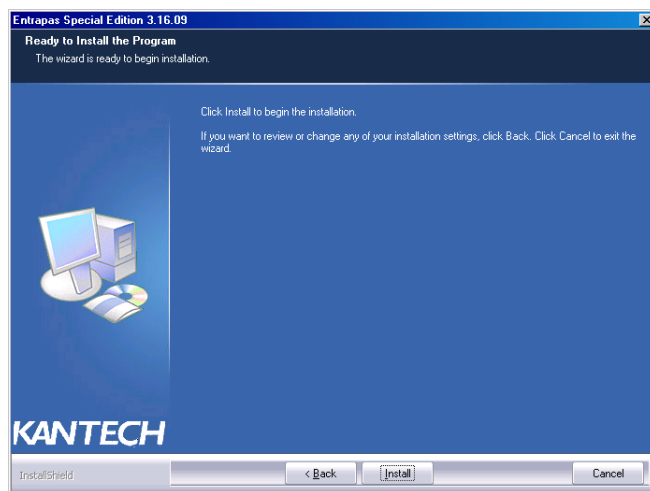 Entrapas Special Edition 3.16.09
Ready to Install the Program
The wizard is ready to begin installation.
Click Install to begin the installation.
If you want to review or change any of your installation settings, click Back. Click Cancel to exit the
wizard.
KANTECH
InstallShield
< Back
Install
Cancel